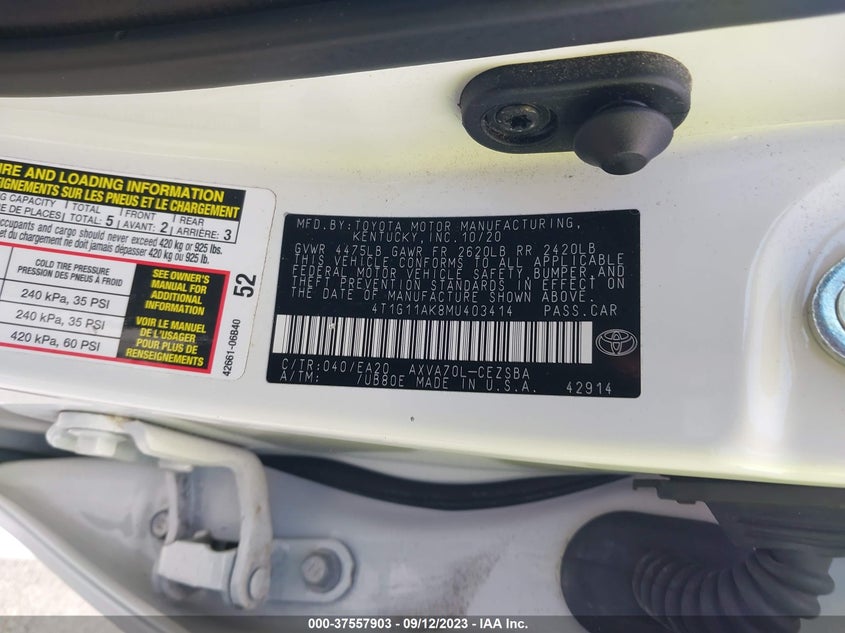 IRE AND LOADING INFORMATION
SEIGNEMENTS SUR LES PNEUS ET LE CHARGEMENT
NG CAPACITY
RE DE PLACES
TOTAL
TOTAL: 5
FRONT
AVANT: 2
REAR
ARRIÈRE: 3
occupants and cargo should never exceed 420 kg or 925 lbs.
et du chargement ne doit jamais dépasser 420 kg ou 925 lb.
COLD TIRE PRESSURE
PRESSION DES PNEUS À FROID
240 kPa, 35 PSI
240 kPa, 35 PSI
420 kPa, 60 PSI
SEE OWNER'S
MANUAL FOR
ADDITIONAL
INFORMATION
VOIR LE MANUEL
DE L'USAGER
POUR PLUS DE
RENSEIGNEMENTS
52
42661-06B40
MFD.BY:TOYOTA MOTOR MANUFACTURING,
KENTUCKY,INC.10/20
GVWR 4475LB GAWR FR 2620LB RR 2420LB
THIS VEHICLE CONFORMS TO ALL APPLICABLE
FEDERAL MOTOR VEHICLE SAFETY,BUMPER,AND
THEFT PREVENTION STANDARDS IN EFFECT
ON THE DATE OF MANUFACTURE SHOWN ABOVE.
4T1G11AK8MU403414 PASS.CAR
C/TR:040/EA20 AXVA70L-CEZSBA
A/TM: /UB80E MADE IN U.S.A. 42914
000-37557903 - 09/12/2023 - IAA Inc.